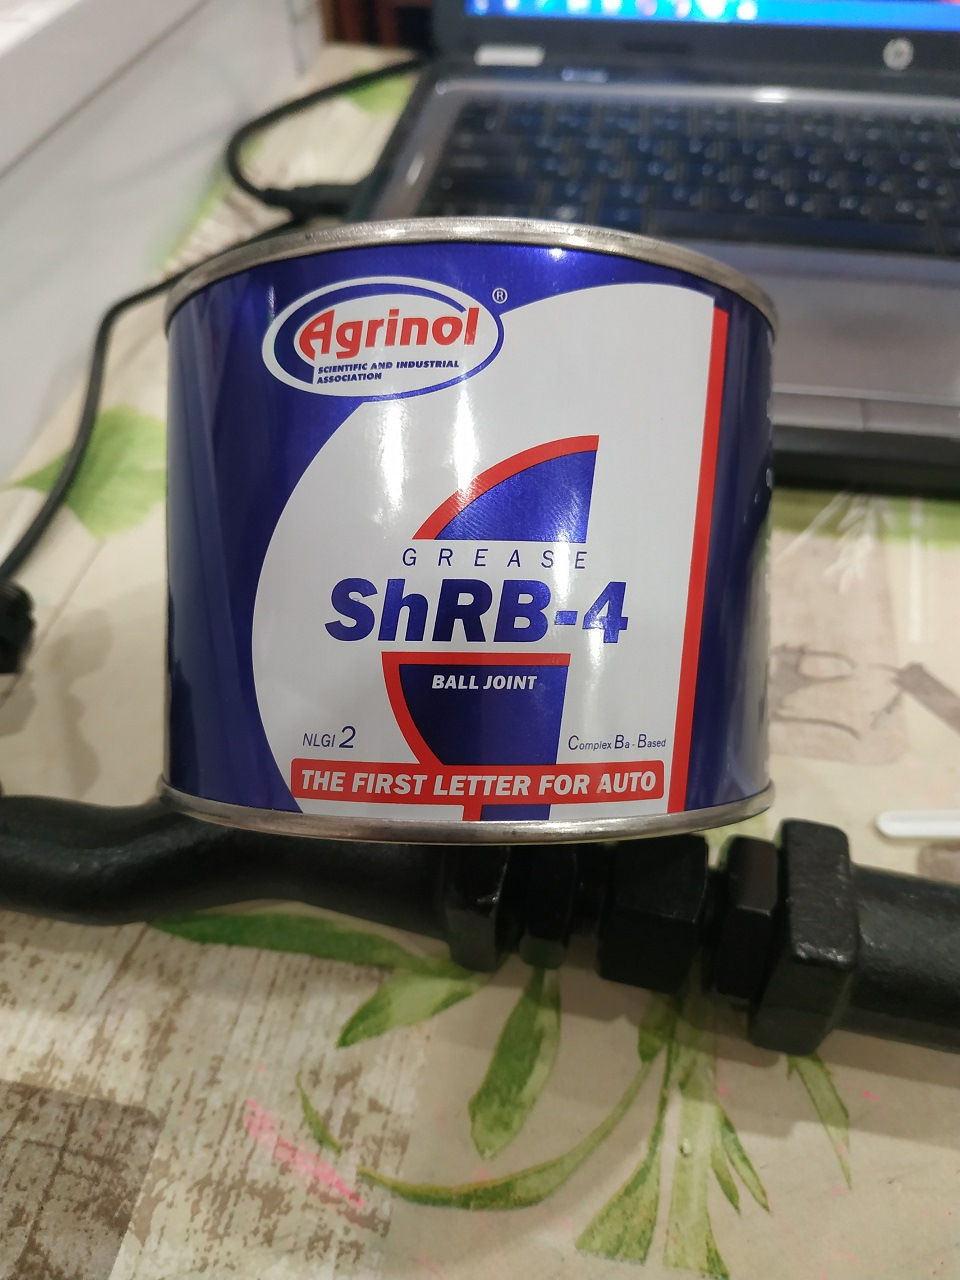 hp
Agrinol®
SCIENTIFIC AND INDUSTRIAL
ASSOCIATION
GREASE
ShRB-4
BALL JOINT
NLGI 2
Complex Ba - Based
THE FIRST LETTER FOR AUTO